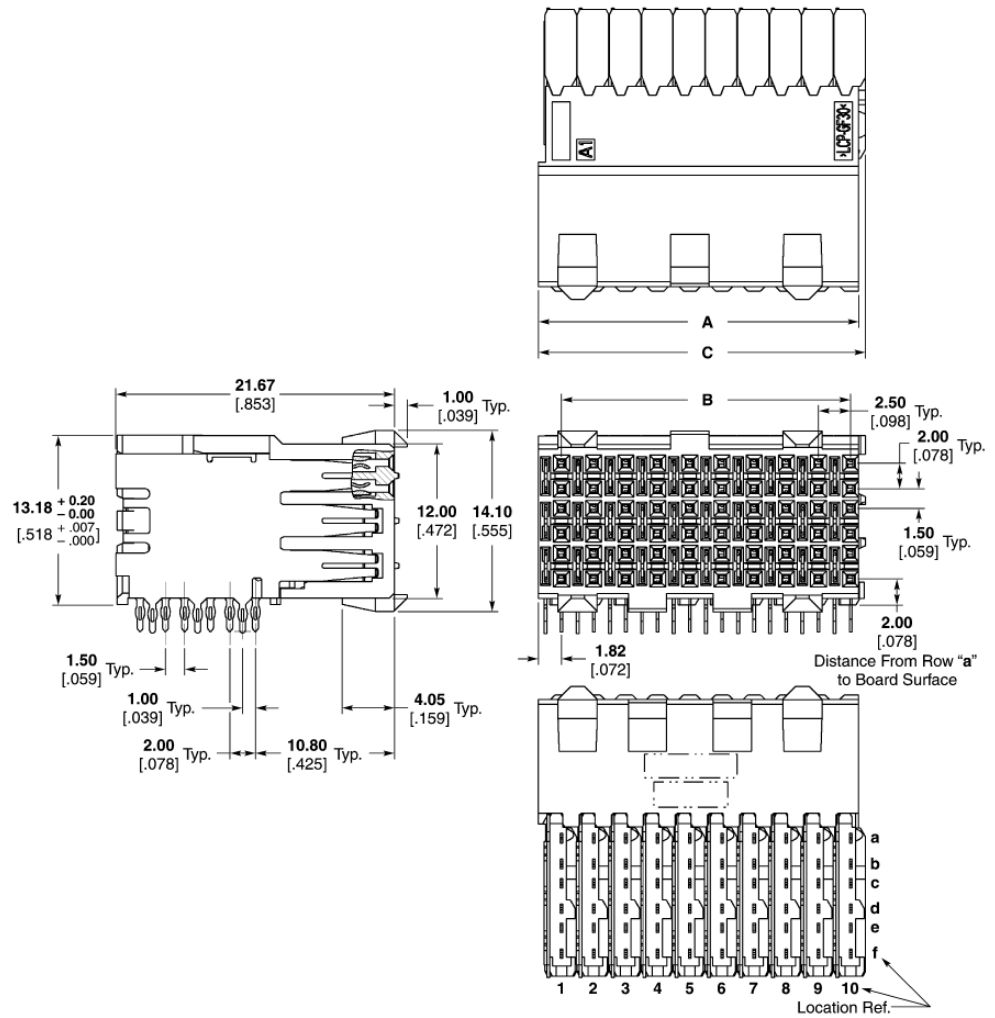 A1
>LCP-GF30<
A
C
21.67
[.853]
1.00 Typ.
[.039]
B
2.50
[.098]
Typ.
2.00 Typ.
[.078]
13.18 + 0.20 - 0.00
[.518 + .007 - .000]
12.00
[.472]
14.10
[.555]
1.50 Typ.
[.059]
1.50 Typ.
[.059]
1.00 Typ.
[.039]
2.00 Typ.
[.078]
10.80 Typ.
[.425]
4.05 Typ.
[.159]
1.82
[.072]
2.00
[.078]
Distance From Row "a"
to Board Surface
a
b
c
d
e
f
1 2 3 4 5 6 7 8 9 10
Location Ref.